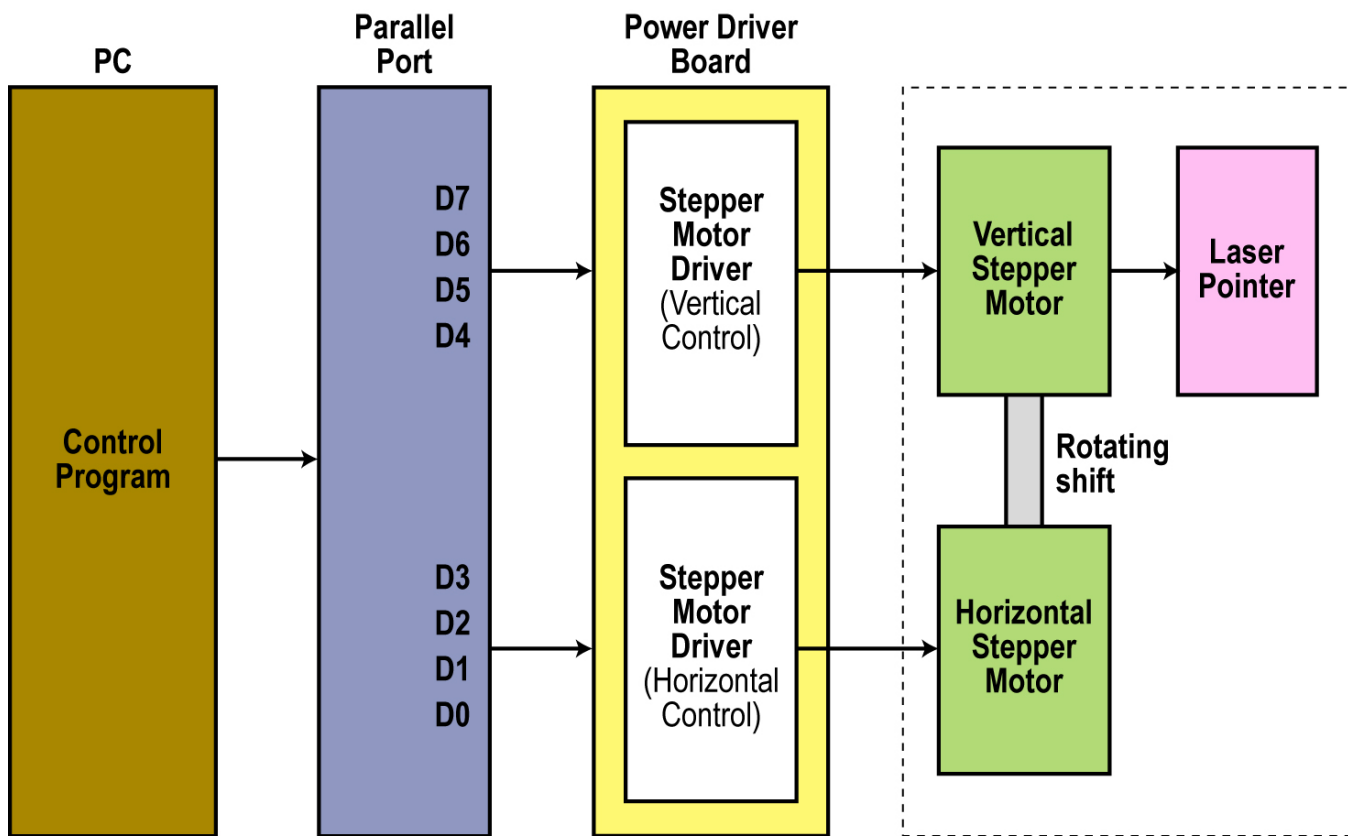 PC
Parallel
Port
Power Driver
Board
Control
Program
D7
D6
D5
D4
D3
D2
D1
D0
Stepper
Motor
Driver
(Vertical
Control)
Stepper
Motor
Driver
(Horizontal
Control)
Vertical
Stepper
Motor
Laser
Pointer
Rotating
shift
Horizontal
Stepper
Motor